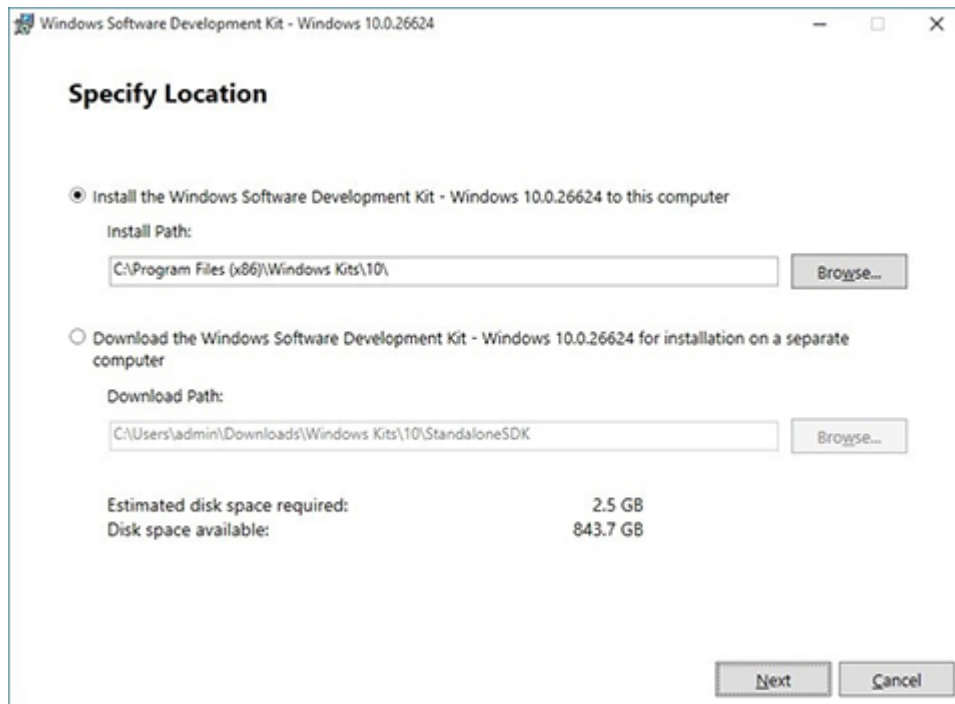 Windows Software Development Kit - Windows 10.0.26624
Specify Location
Install the Windows Software Development Kit - Windows 10.0.26624 to this computer
Install Path:
C:\Program Files (x86)\Windows Kits\10\
Browse...
Download the Windows Software Development Kit - Windows 10.0.26624 for installation on a separate
computer
Download Path:
C:\Users\admin\Downloads\Windows Kits\10\StandaloneSDK
Browse...
Estimated disk space required: 2.5 GB
Disk space available: 843.7 GB
Next
Cancel